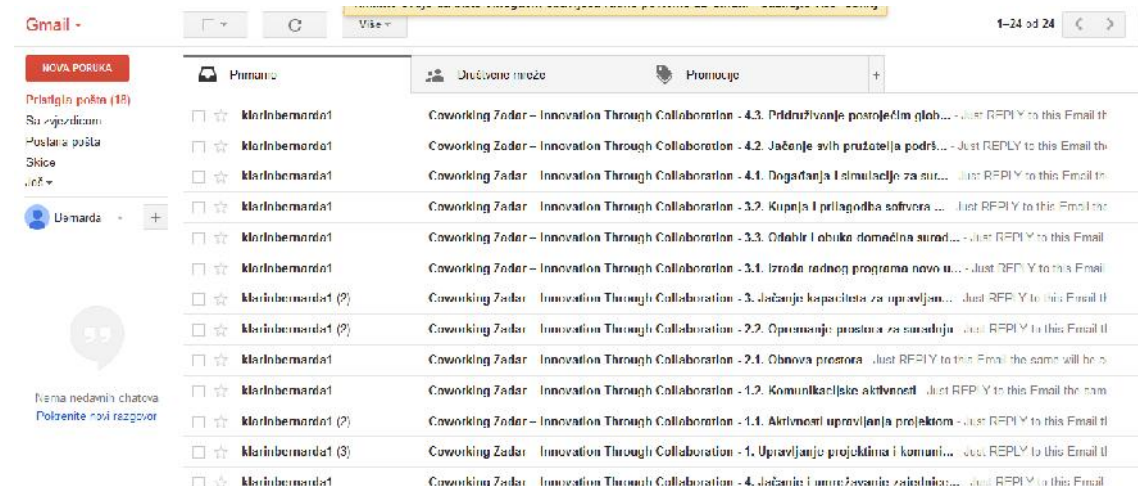 Gmail
Više
1–24 od 24
NOVA PORUKA
Primarno
Društvene mreže
Promocije
+
Pristigla pošta (18)
Sa zvjezdicom
Poslana pošta
Skice
Još
Bernarda
+
Nema nedavnih chatova
Pokrenite novi razgovor
klarinbernarda1 Coworking Zadar – Innovation Through Collaboration - 4.3. Pridruživanje postojećim glob... - Just REPLY to this Email th
klarinbernarda1 Coworking Zadar – Innovation Through Collaboration - 4.2. Jačanje svih pružatelja podrš... - Just REPLY to this Email the
klarinbernarda1 Coworking Zadar – Innovation Through Collaboration - 4.1. Događanja i simulacije za sur... - Just REPLY to this Email the
klarinbernarda1 Coworking Zadar – Innovation Through Collaboration - 3.2. Kupnja i prilagodba softvera ... - Just REPLY to this Email the
klarinbernarda1 Coworking Zadar – Innovation Through Collaboration - 3.3. Odabir i obuka domaćina surad... - Just REPLY to this Email
klarinbernarda1 Coworking Zadar – Innovation Through Collaboration - 3.1. Izrada radnog programa novo u... - Just REPLY to this Email
klarinbernarda1 (2) Coworking Zadar – Innovation Through Collaboration - 3. Jačanje kapaciteta za upravljan... - Just REPLY to this Email th
klarinbernarda1 (2) Coworking Zadar – Innovation Through Collaboration - 2.2. Opremanje prostora za suradnju - Just REPLY to this Email tl
klarinbernarda1 Coworking Zadar – Innovation Through Collaboration - 2.1. Obnova prostora - Just REPLY to this Email the same will be
klarinbernarda1 Coworking Zadar – Innovation Through Collaboration - 1.2. Komunikacijske aktivnosti - Just REPLY to this Email the sam
klarinbernarda1 (2) Coworking Zadar – Innovation Through Collaboration - 1.1. Aktivnosti upravljanja projektom - Just REPLY to this Email tl
klarinbernarda1 (3) Coworking Zadar – Innovation Through Collaboration - 1. Upravljanje projektima i komuni... - Just REPLY to this Email tl
klarinbernarda1 Coworking Zadar – Innovation Through Collaboration - 4. Jačanje i umrežavanje zajednice... - Just REPLY to this Email